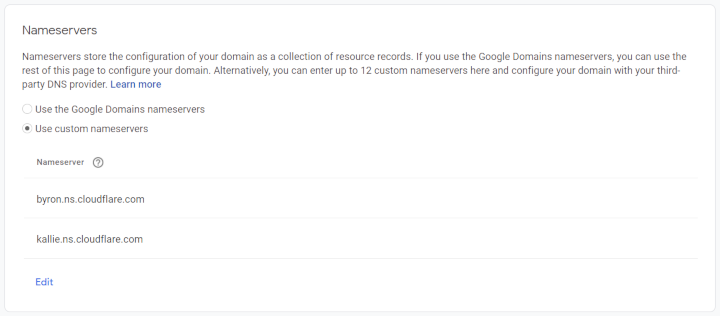 Nameservers
Nameservers store the configuration of your domain as a collection of resource records. If you use the Google Domains nameservers, you can use the
rest of this page to configure your domain. Alternatively, you can enter up to 12 custom nameservers here and configure your domain with your third-
party DNS provider. Learn more
Use the Google Domains nameservers
Use custom nameservers
Nameserver ?
byron.ns.cloudflare.com
kallie.ns.cloudflare.com
Edit